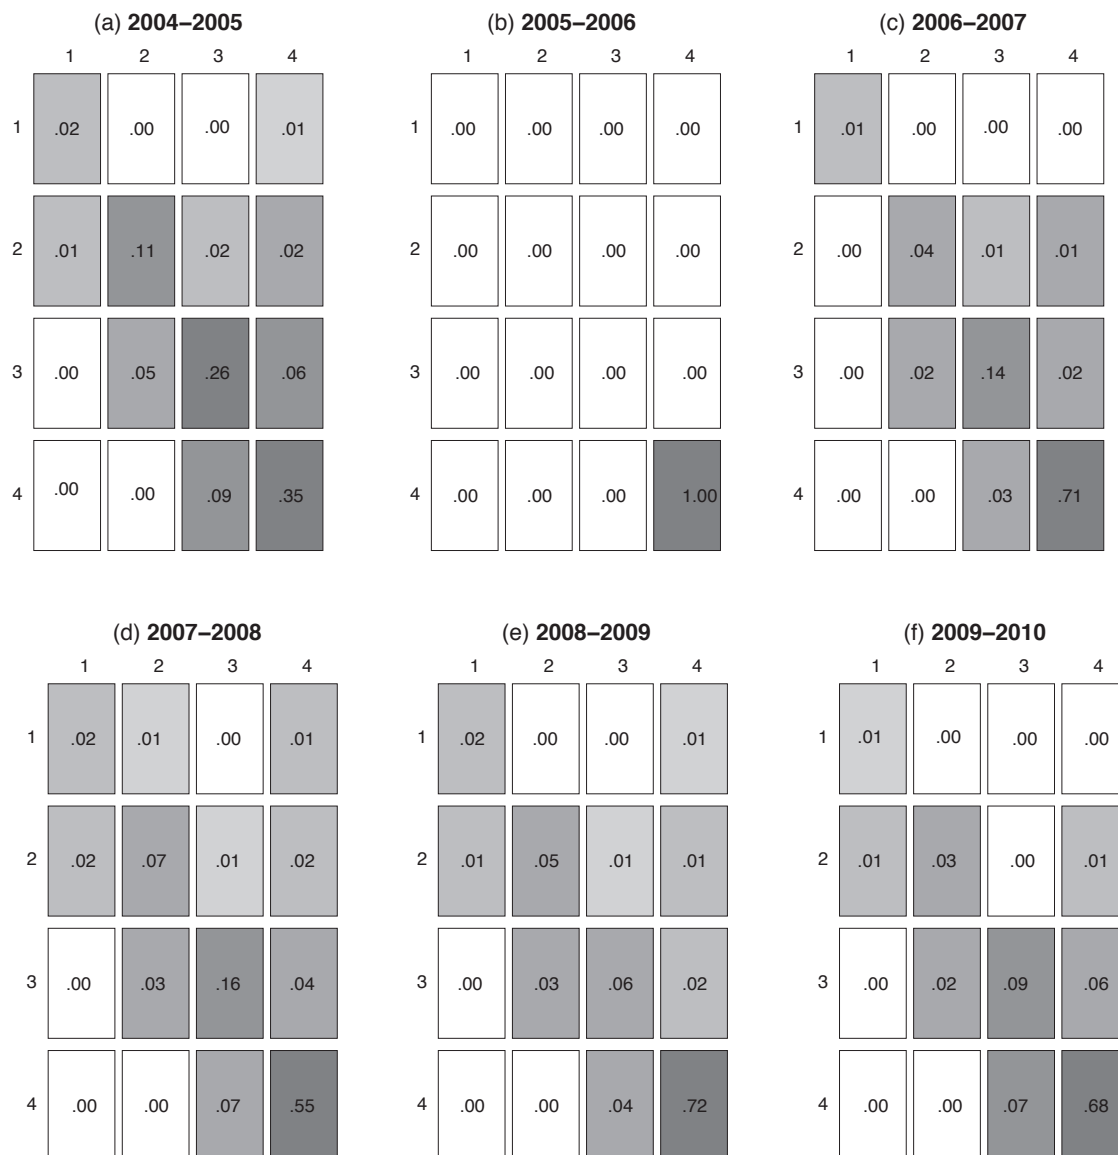 (a) 2004–2005 (b) 2005–2006 (c) 2006–2007
1 2 3 4 1 2 3 4 1 2 3 4
1 .02 .00 .00 .01 1 .00 .00 .00 .00 1 .01 .00 .00 .00
2 .01 .11 .02 .02 2 .00 .00 .00 .00 2 .00 .04 .01 .01
3 .00 .05 .26 .06 3 .00 .00 .00 .00 3 .00 .02 .14 .02
4 .00 .00 .09 .35 4 .00 .00 .00 1.00 4 .00 .00 .03 .71
(d) 2007–2008 (e) 2008–2009 (f) 2009–2010
1 2 3 4 1 2 3 4 1 2 3 4
1 .02 .01 .00 .01 1 .02 .00 .00 .01 1 .01 .00 .00 .00
2 .02 .07 .01 .02 2 .01 .05 .01 .01 2 .01 .03 .00 .01
3 .00 .03 .16 .04 3 .00 .03 .06 .02 3 .00 .02 .09 .06
4 .00 .00 .07 .55 4 .00 .00 .04 .72 4 .00 .00 .07 .68